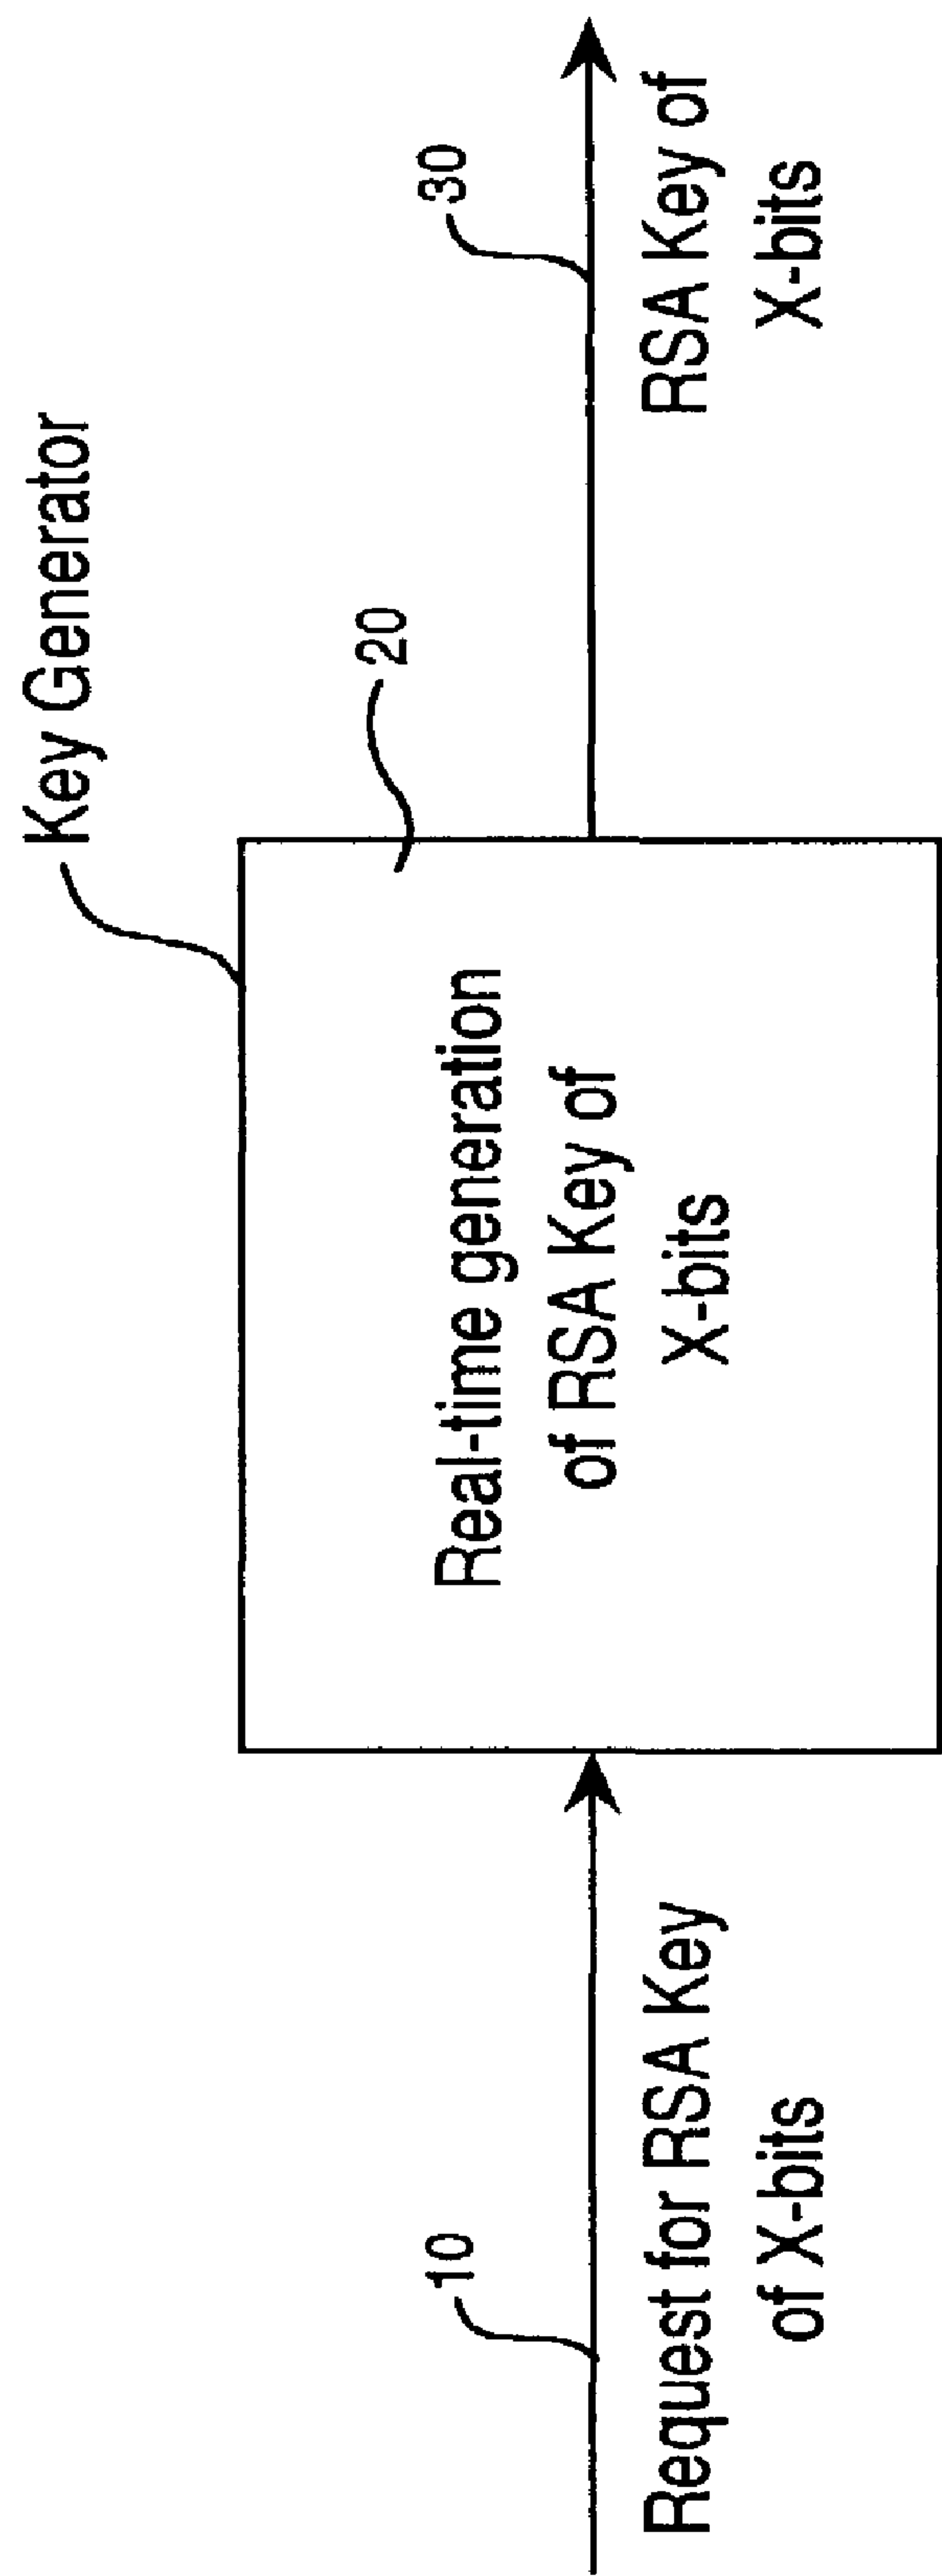 Key Generator
10
20
30
Request for RSA Key
of X-bits
Real-time generation
of RSA Key of
X-bits
RSA Key of
X-bits